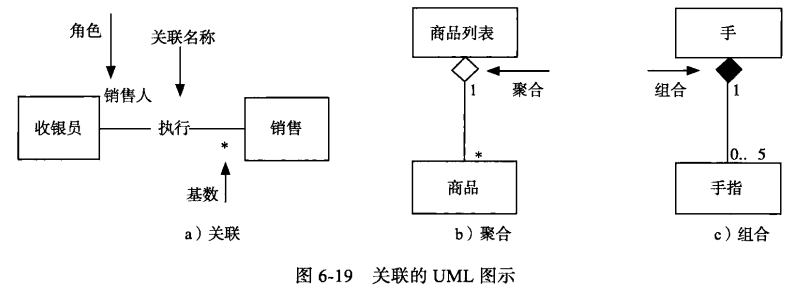 角色
关联名称
销售人
收银员
执行
销售
*
基数
a）关联
商品列表
1
聚合
*
商品
b）聚合
手
组合
1
0.. 5
手指
c）组合
图 6-19 关联的 UML 图示